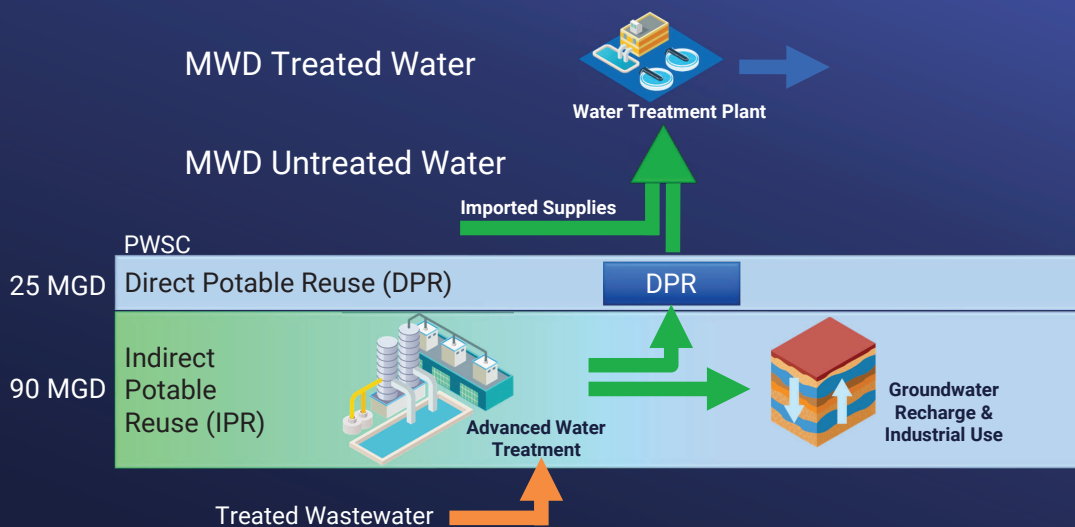 MWD Treated Water
Water Treatment Plant
MWD Untreated Water
Imported Supplies
PWSC
25 MGD
Direct Potable Reuse (DPR)
DPR
90 MGD
Indirect
Potable
Reuse (IPR)
Advanced Water
Treatment
Groundwater
Recharge &
Industrial Use
Treated Wastewater